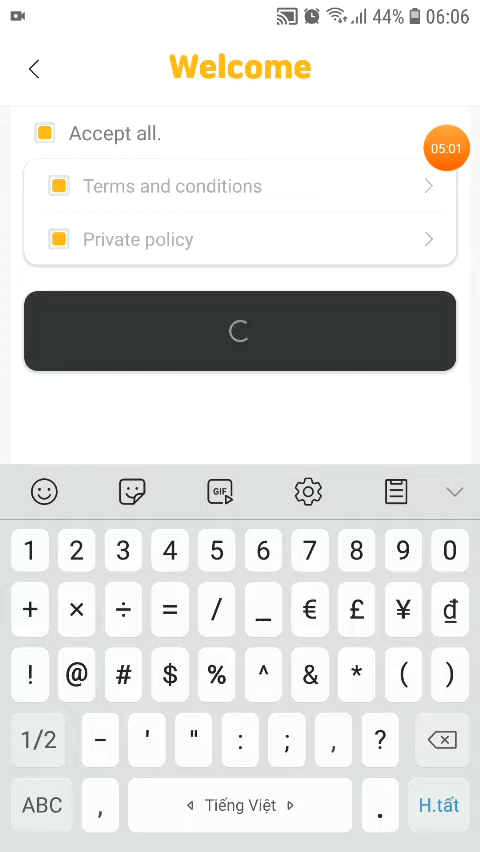 44% 06:06
Welcome
Accept all.
05:01
Terms and conditions
Private policy
GIF
1 2 3 4 5 6 7 8 9 0
+ × ÷ = / _ € £ ¥ ₫
! @ # $ % ^ & * ( )
1/2 - ' " : ; , ?
ABC , Tiếng Việt . H.tất